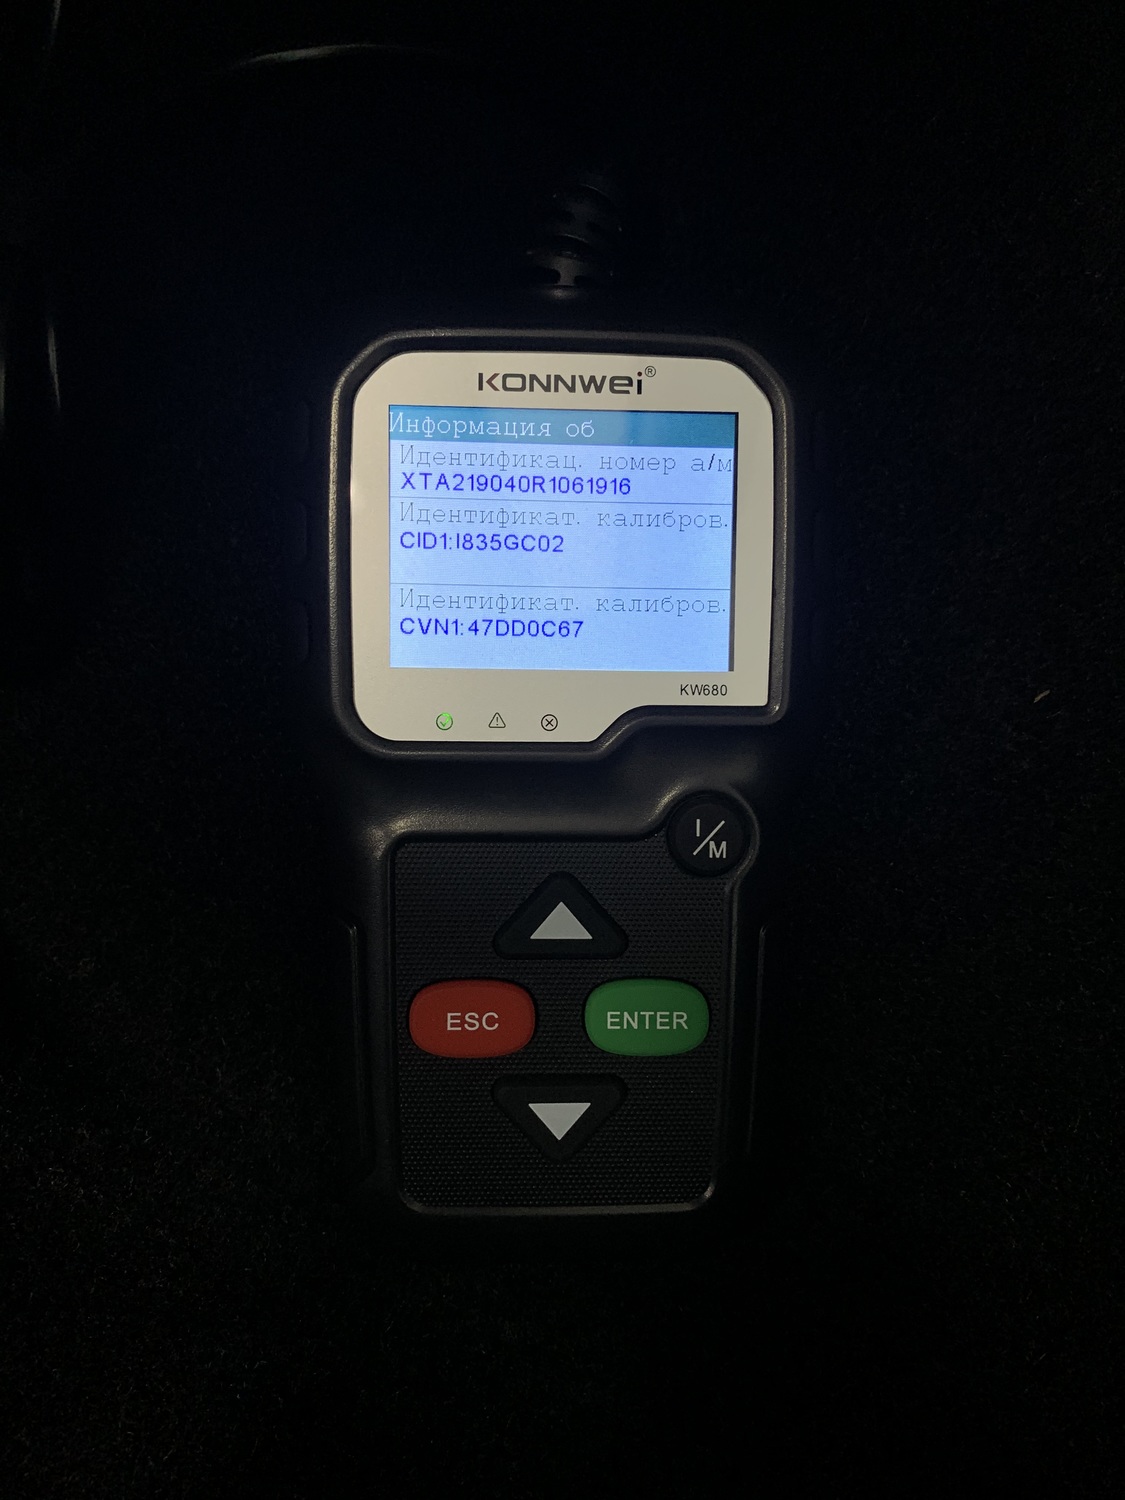 KONNWEI®
Информация об
Идентификац. номер а/м
XTA219040R1061916
Идентификат. калибров.
CID1:I835GC02
Идентификат. калибров.
CVN1:47DD0C67
KW680
I/M
ESC
ENTER